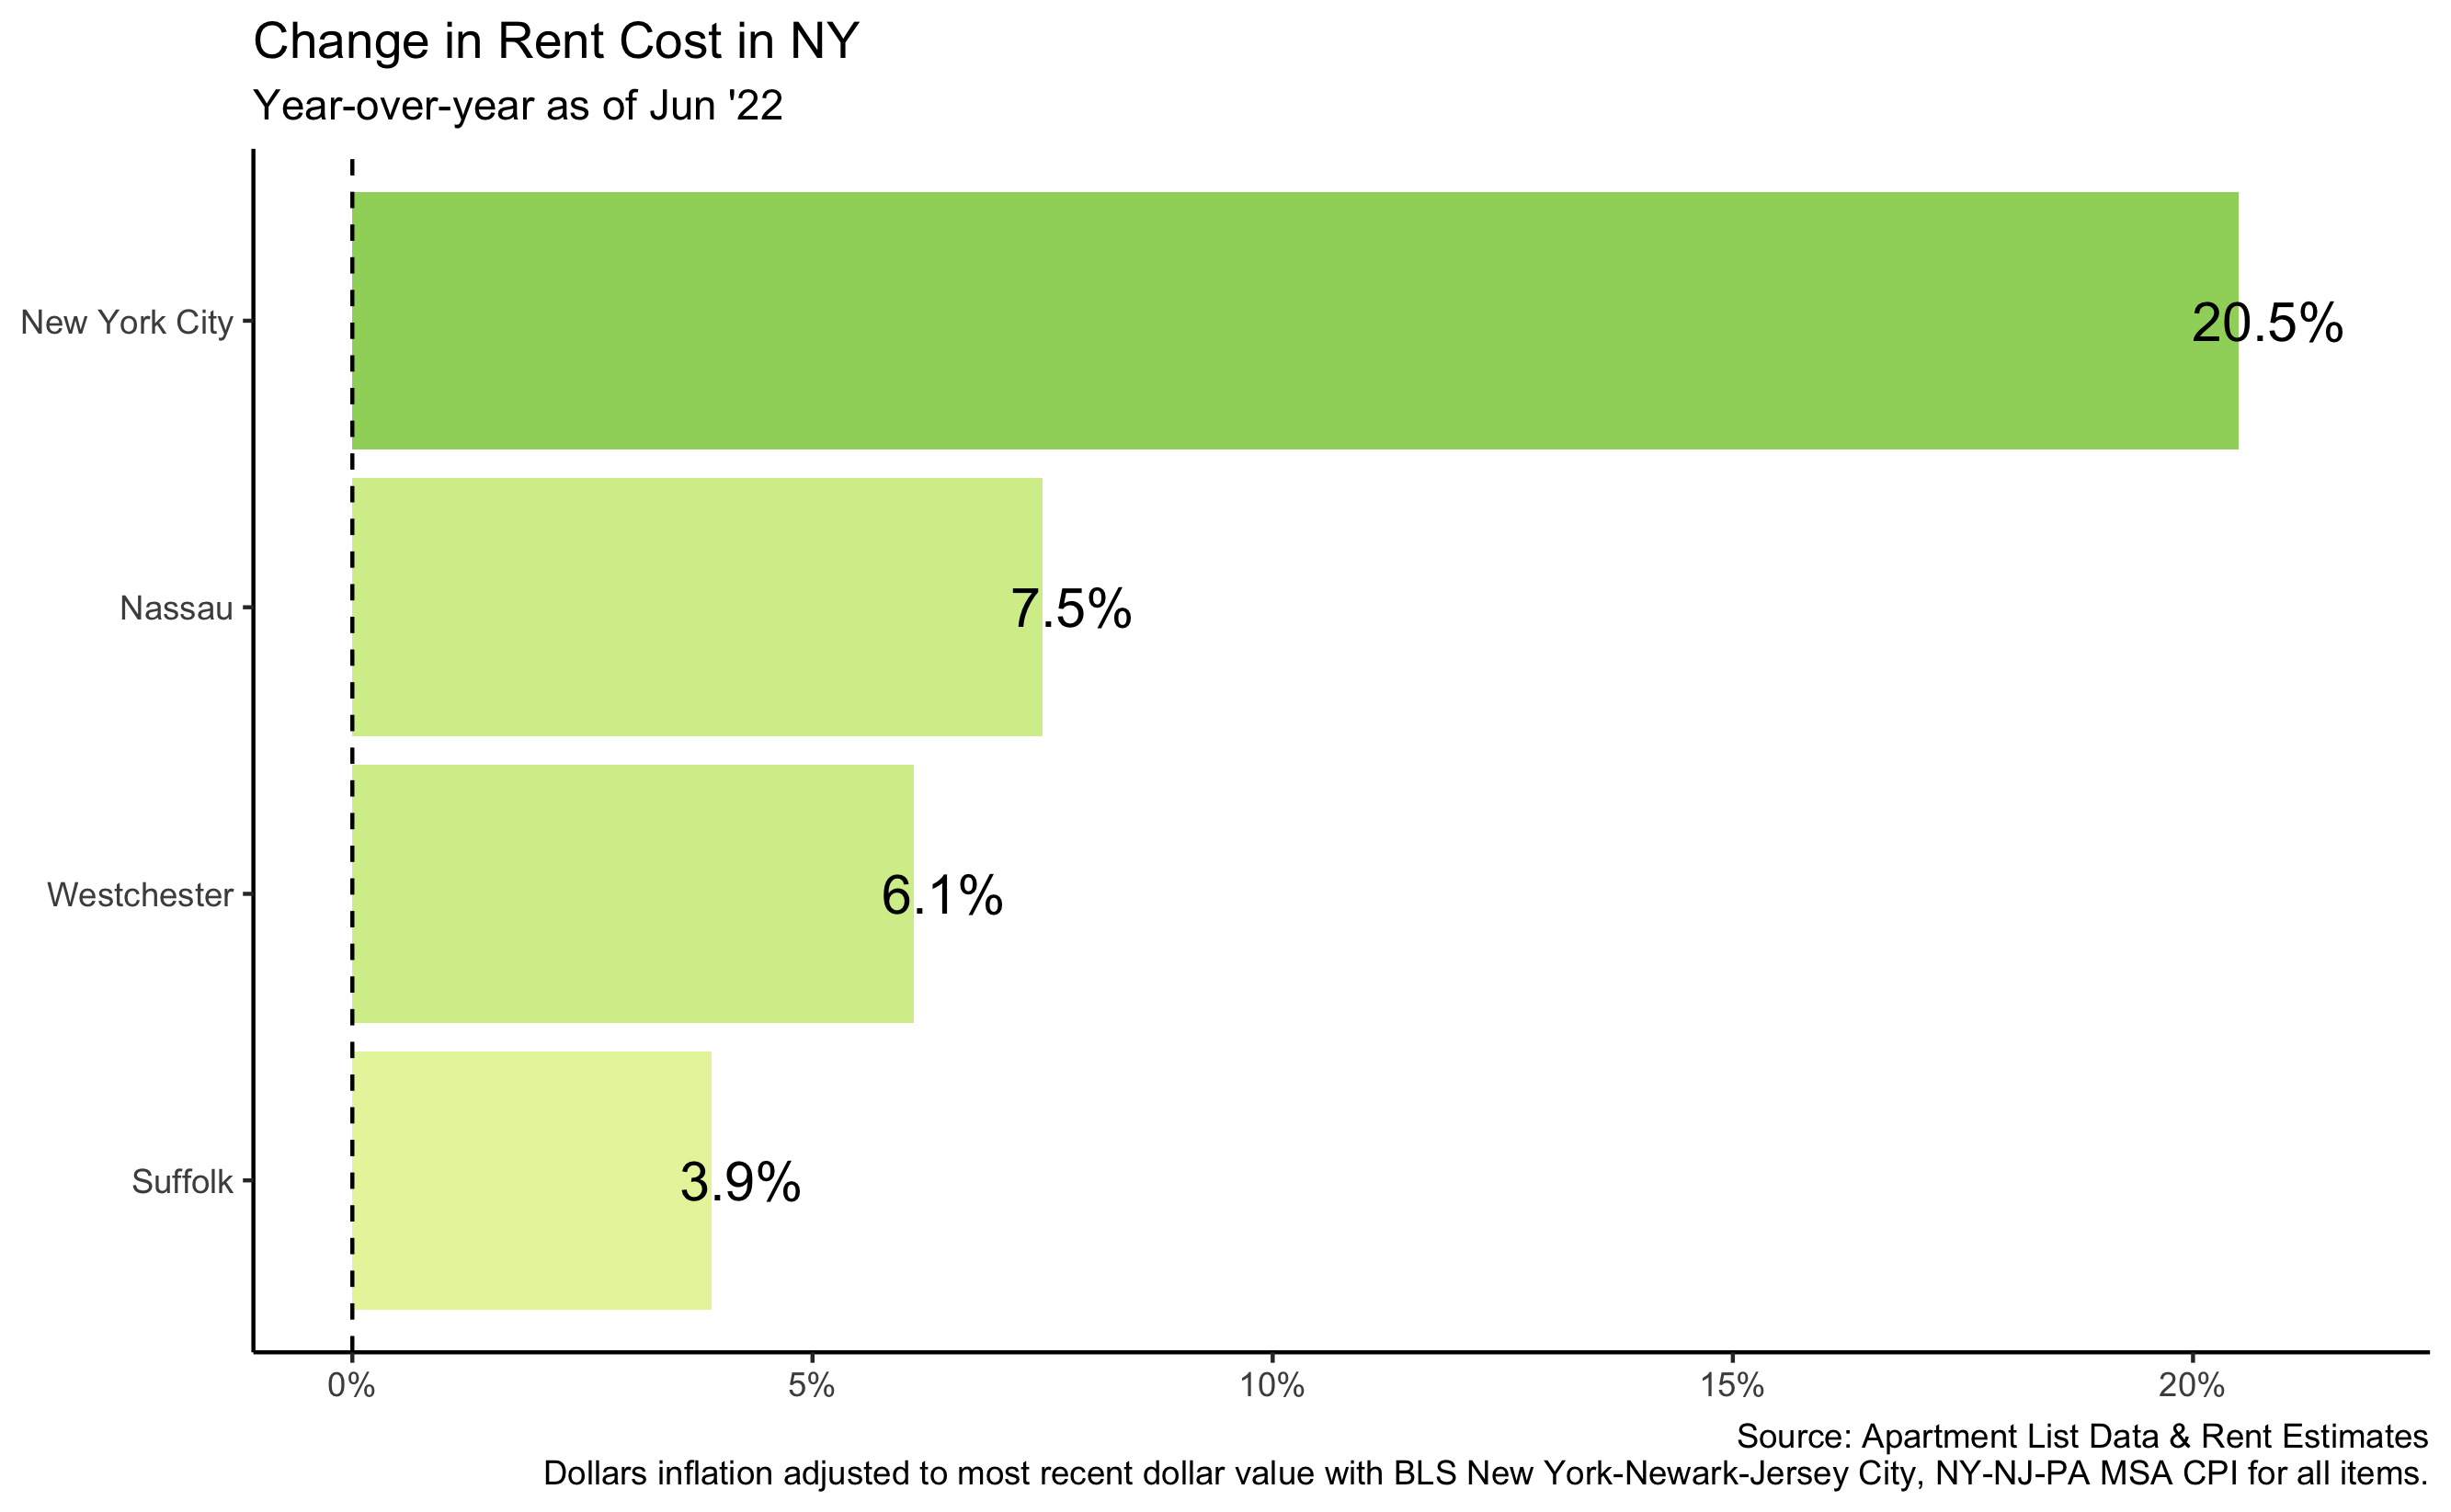 Change in Rent Cost in NY
Year-over-year as of Jun '22
New York City
20.5%
Nassau
7.5%
Westchester
6.1%
Suffolk
3.9%
0% 5% 10% 15% 20%
Source: Apartment List Data & Rent Estimates
Dollars inflation adjusted to most recent dollar value with BLS New York-Newark-Jersey City, NY-NJ-PA MSA CPI for all items.